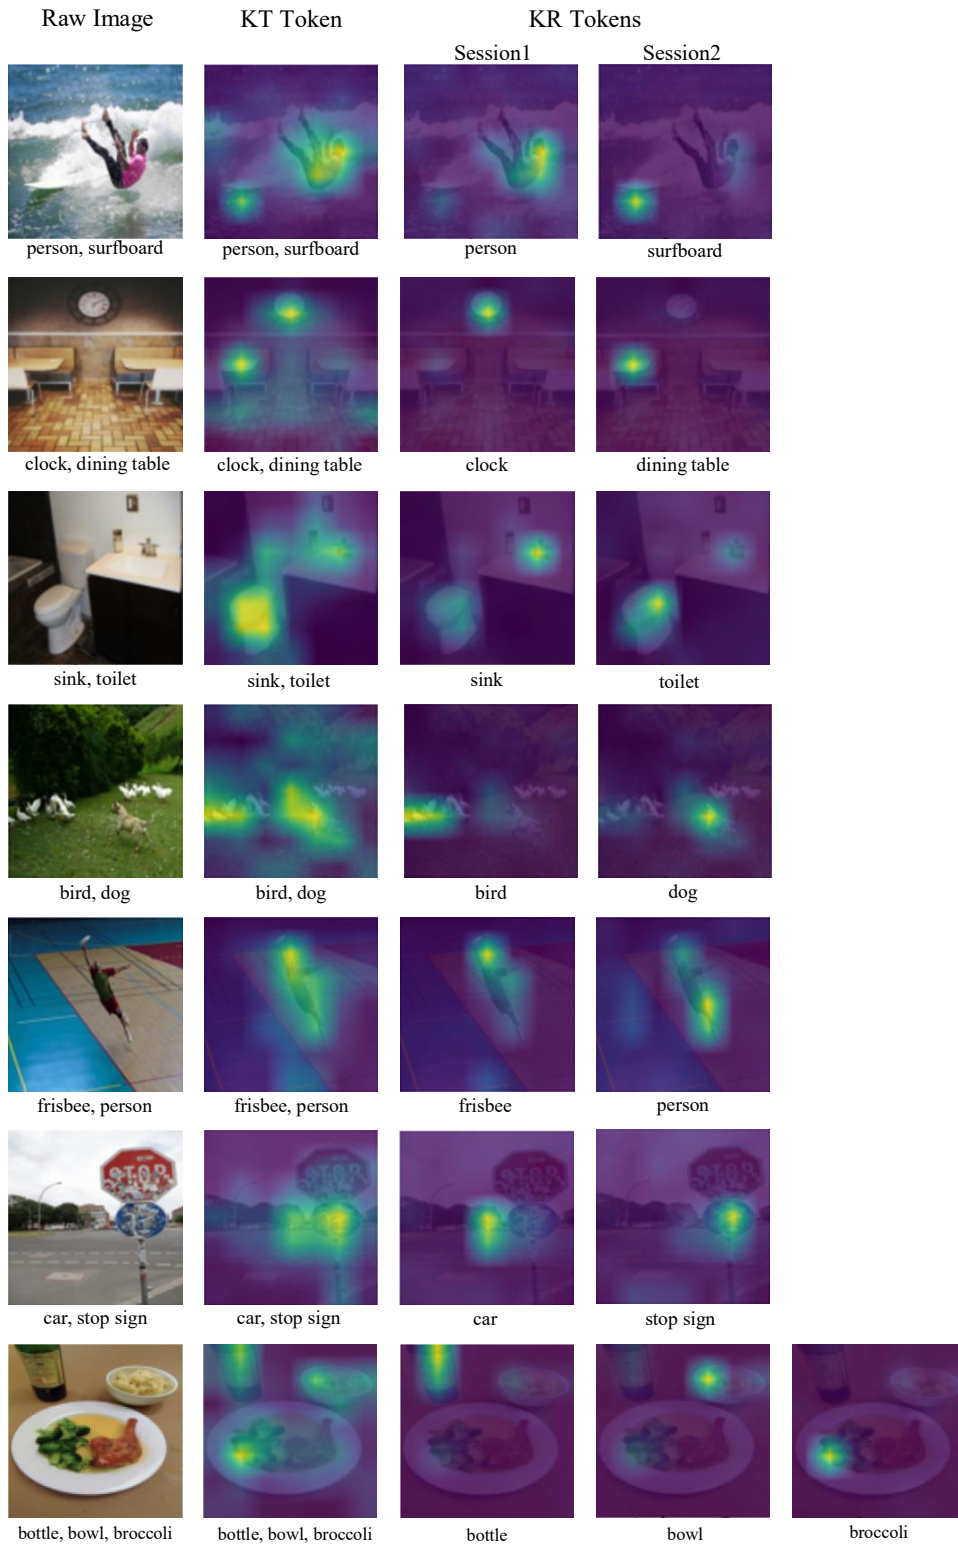 Raw Image
KT Token
KR Tokens
Session1
Session2
person, surfboard
person, surfboard
person
surfboard
clock, dining table
clock, dining table
clock
dining table
sink, toilet
sink, toilet
sink
toilet
bird, dog
bird, dog
bird
dog
frisbee, person
frisbee, person
frisbee
person
STOP
car, stop sign
car, stop sign
car
stop sign
bottle, bowl, broccoli
bottle, bowl, broccoli
bottle
bowl
broccoli